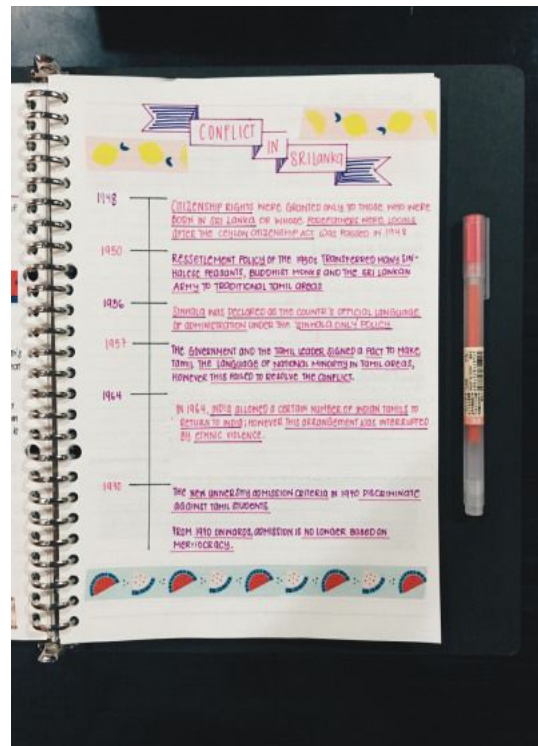 CONFLICT
IN
SRILANKA
1948
CITIZENSHIP RIGHTS WERE GRANTED ONLY TO THOSE WHO WERE
BORN IN SRI LANKA OR WHOSE FOREFATHERS WERE LOCALS
AFTER THE CEYLON CITIZENSHIP ACT WAS PASSED IN 1948
1950
RESSETLEMENT POLICY OF THE 1950s TRANSFERRED MANY SIN-
HALESE PEASANTS, BUDDHIST MONKS AND THE SRI LANKAN
ARMY TO TRADITIONAL TAMIL AREAS
1956
SINHALA WAS DECLARED AS THE COUNTR'S OFFICIAL LANGUAGE
OF ADMINISTRATION UNDER THE 'SINHALA ONLY POLICY
1957
THE GOVERNMENT AND THE TAMIL LEADER SIGNED A PACT TO MAKE
TAMIL THE LANGUAGE OF NATIONAL MINORITY IN TAMIL AREAS,
HOWEVER THIS FAILED TO RESOLVE THE CONFLICT.
1964
IN 1964, INDIA ALLOWED A CERTAIN NUMBER OF INDIAN TAMILS TO
RETURN TO INDIA; HOWEVER THIS ARRANGEMENT WAS INTERRUPTED
BY ETHNIC VIOLENCE.
1970
THE NEW UNIVERSITY ADMISSION CRITERIA IN 1970 DISCRIMINATE
AGAINST TAMIL STUDENTS
FROM 1970 ONWARDS, ADMISSION IS NO LONGER BASED ON
MERITOCRACY.